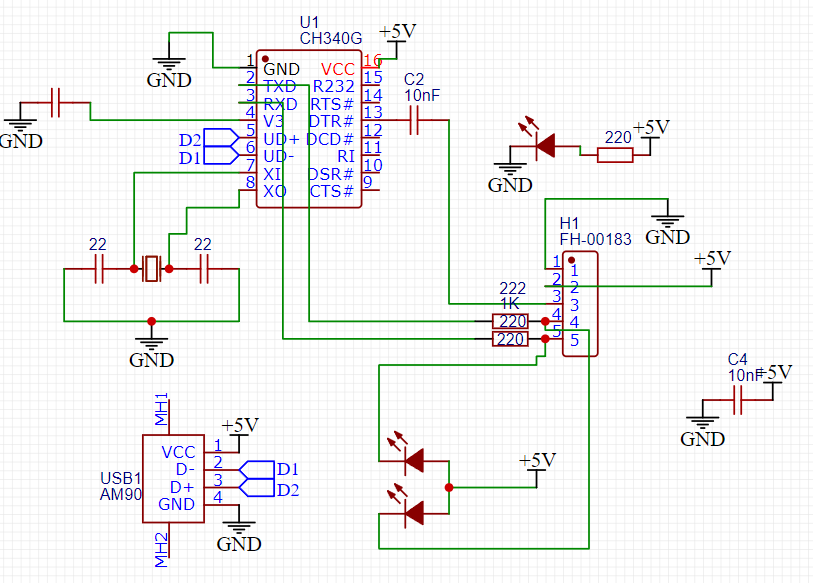 U1
CH340G
+5V
1 GND VCC 16
2 TXD R232 15
3 RXD RTS# 14
4 V3 DTR# 13
5 UD+ DCD# 12
6 UD- RI 11
7 XI DSR# 10
8 XO CTS# 9
GND
GND
D2
D1
C2
10nF
220
+5V
GND
GND
H1
FH-00183
+5V
1 1
2 2
3 3
4 4
5 5
222
1K
220
220
22
22
GND
C4
10nF
+5V
GND
MH1
+5V
USB1
AM90
VCC 1
D- 2
D+ 3
GND 4
D1
D2
GND
MH2
+5V